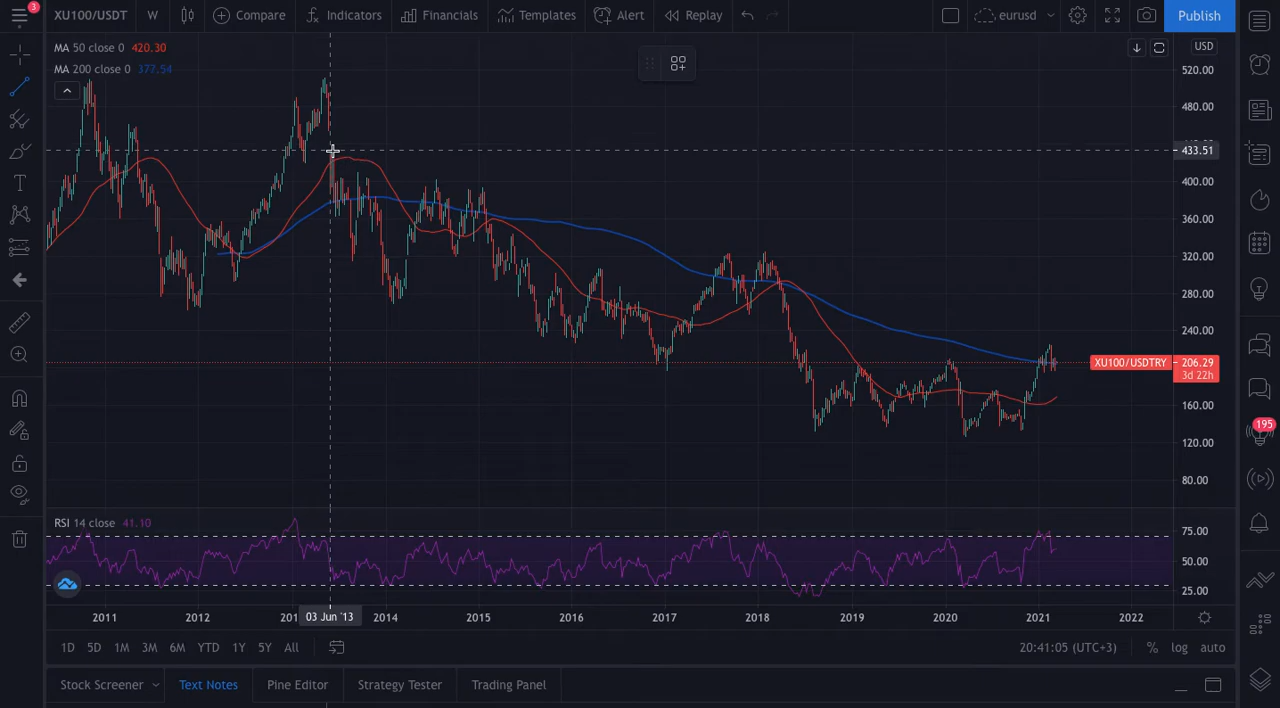 3
XU100/USDT W Compare Indicators Financials Templates Alert Replay eurusd Publish
MA 50 close 0 420.30
MA 200 close 0 377.54
USD
520.00
480.00
433.51
400.00
360.00
320.00
280.00
240.00
XU100/USDTRY 206.29
3d 22h
160.00
120.00
80.00
195
RSI 14 close 41.10
75.00
50.00
25.00
2011 2012 201 03 Jun '13 2014 2015 2016 2017 2018 2019 2020 2021 2022
1D 5D 1M 3M 6M YTD 1Y 5Y All 20:41:05 (UTC+3) % log auto
Stock Screener Text Notes Pine Editor Strategy Tester Trading Panel